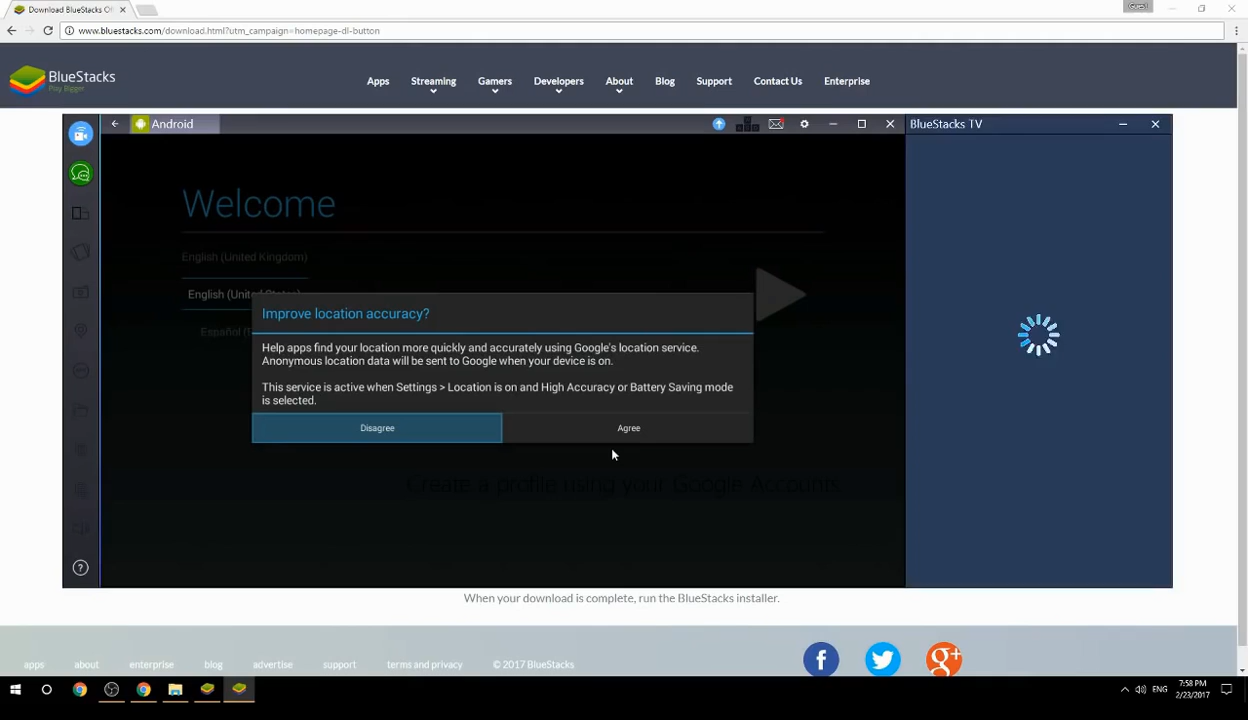 Download BlueStacks Of
Guest
www.bluestacks.com/download.html?utm_campaign=homepage-dl-button
BlueStacks
Play Bigger
Apps
Streaming
Gamers
Developers
About
Blog
Support
Contact Us
Enterprise
Android
BlueStacks TV
Welcome
English (United Kingdom)
English (United States)
Español (
Improve location accuracy?
Help apps find your location more quickly and accurately using Google's location service.
Anonymous location data will be sent to Google when your device is on.
This service is active when Settings > Location is on and High Accuracy or Battery Saving mode
is selected.
Disagree
Agree
Create a profile using your Google Accounts
When your download is complete, run the BlueStacks installer.
apps
about
enterprise
blog
advertise
support
terms and privacy
© 2017 BlueStacks
ENG
7:58 PM
2/23/2017